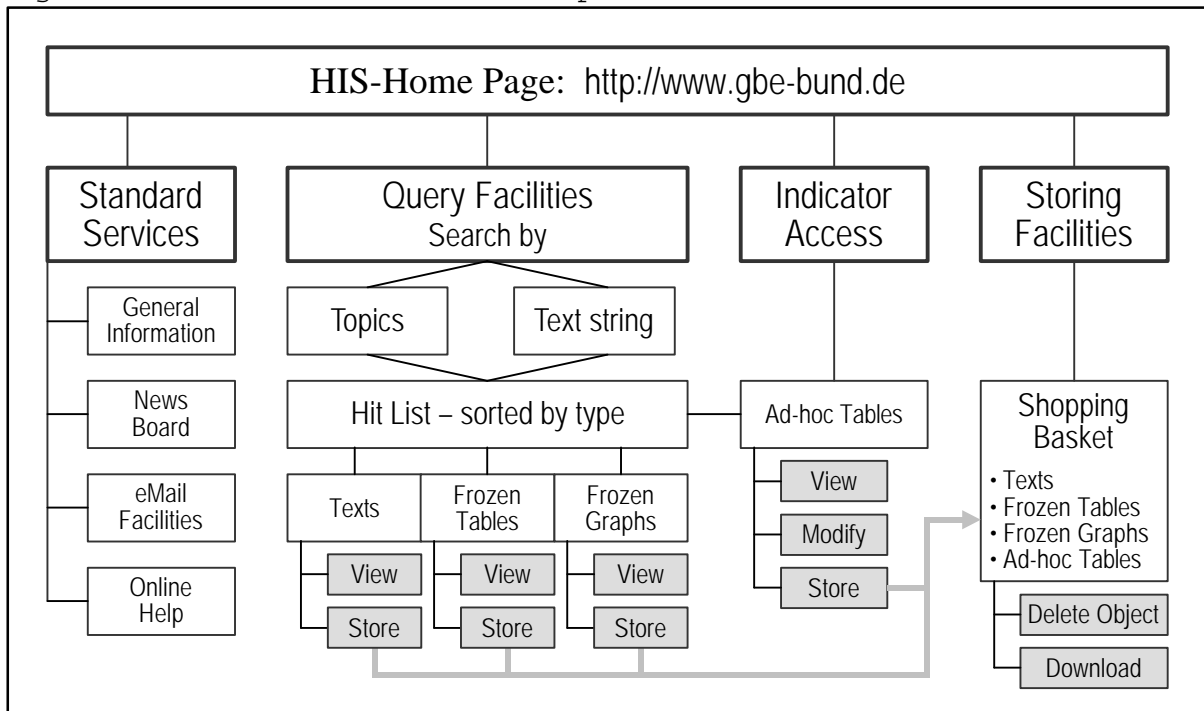 HIS-Home Page: http://www.gbe-bund.de
Standard
Services
General
Information
News
Board
eMail
Facilities
Online
Help
Query Facilities
Search by
Topics
Text string
Hit List – sorted by type
Texts
Frozen
Tables
Frozen
Graphs
View
View
View
Store
Store
Store
Indicator
Access
Ad-hoc Tables
View
Modify
Store
Storing
Facilities
Shopping
Basket
• Texts
• Frozen Tables
• Frozen Graphs
• Ad-hoc Tables
Delete Object
Download